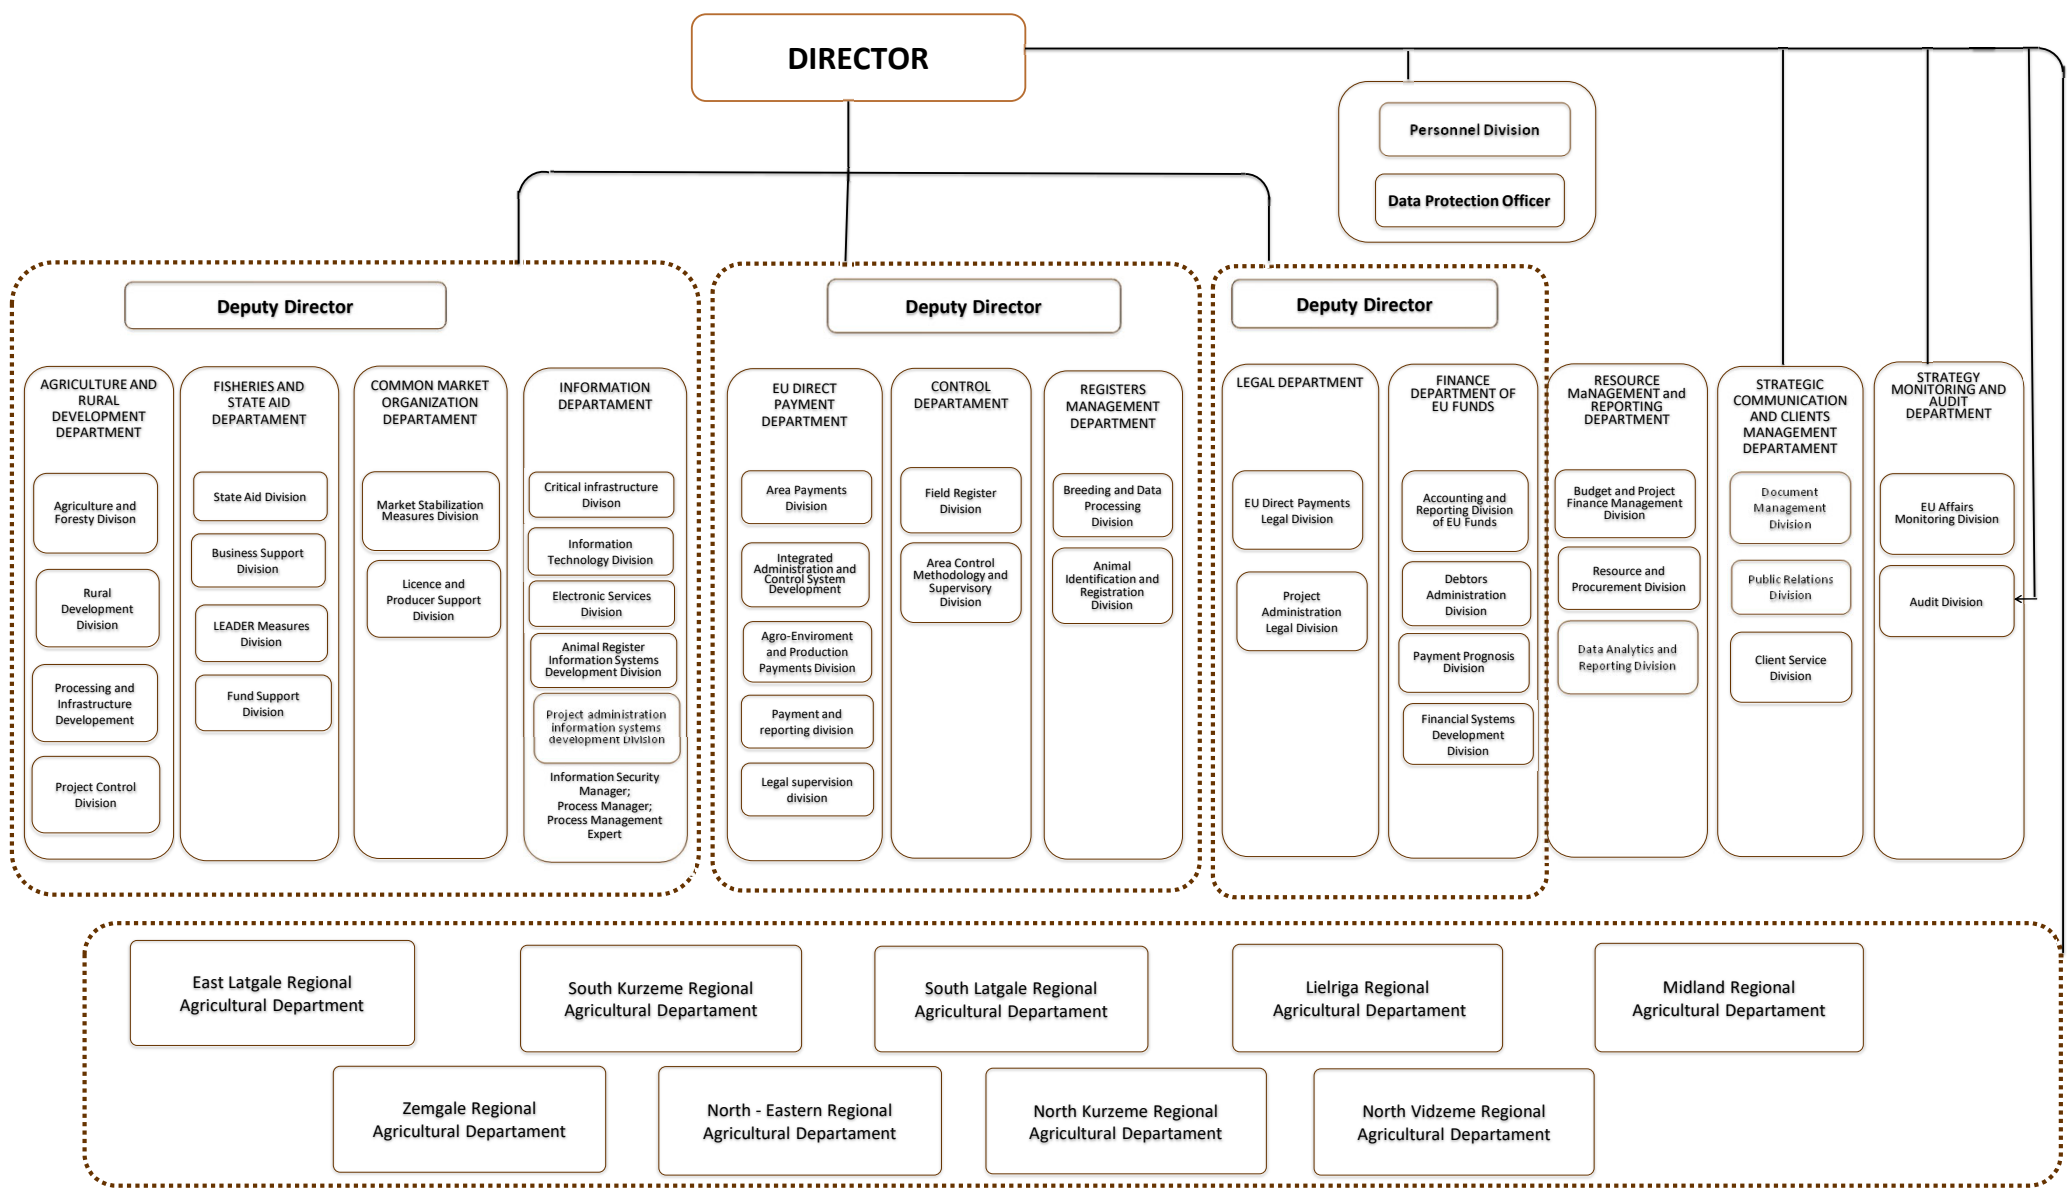 DIRECTOR
Personnel Division
Data Protection Officer
Deputy Director
AGRICULTURE AND
RURAL
DEVELOPMENT
DEPARTMENT
Agriculture and
Foresty Divison
Rural
Development
Division
Processing and
Infrastructure
Developement
Project Control
Division
FISHERIES AND
STATE AID
DEPARTAMENT
State Aid Division
Business Support
Division
LEADER Measures
Division
Fund Support
Division
COMMON MARKET
ORGANIZATION
DEPARTAMENT
Market Stabilization
Measures Division
Licence and
Producer Support
Division
INFORMATION
DEPARTAMENT
Critical infrastructure
Divison
Information
Technology Division
Electronic Services
Division
Animal Register
Information Systems
Development Division
Project administration
information systems
development Division
Information Security
Manager;
Process Manager;
Process Management
Expert
Deputy Director
EU DIRECT
PAYMENT
DEPARTMENT
Area Payments
Division
Integrated
Administration and
Control System
Development
Agro-Enviroment
and Production
Payments Division
Payment and
reporting division
Legal supervision
division
CONTROL
DEPARTAMENT
Field Register
Division
Area Control
Methodology and
Supervisory
Division
REGISTERS
MANAGEMENT
DEPARTMENT
Breeding and Data
Processing
Division
Animal
Identification and
Registration
Division
Deputy Director
LEGAL DEPARTMENT
EU Direct Payments
Legal Division
Project
Administration
Legal Division
FINANCE
DEPARTMENT OF
EU FUNDS
Accounting and
Reporting Division
of EU Funds
Debtors
Administration
Division
Payment Prognosis
Division
Financial Systems
Development
Division
RESOURCE
MaNAGEMENT and
REPORTING
DEPARTMENT
Budget and Project
Finance Management
Division
Resource and
Procurement Division
Data Analytics and
Reporting Division
STRATEGIC
COMMUNICATION
AND CLIENTS
MANAGEMENT
DEPARTAMENT
Document
Management
Division
Public Relations
Division
Client Service
Division
STRATEGY
MONITORING AND
AUDIT
DEPARTMENT
EU Affairs
Monitoring Division
Audit Division
East Latgale Regional
Agricultural Department
South Kurzeme Regional
Agricultural Departament
South Latgale Regional
Agricultural Departament
Lielriga Regional
Agricultural Departament
Midland Regional
Agricultural Departament
Zemgale Regional
Agricultural Departament
North - Eastern Regional
Agricultural Departament
North Kurzeme Regional
Agricultural Departament
North Vidzeme Regional
Agricultural Departament